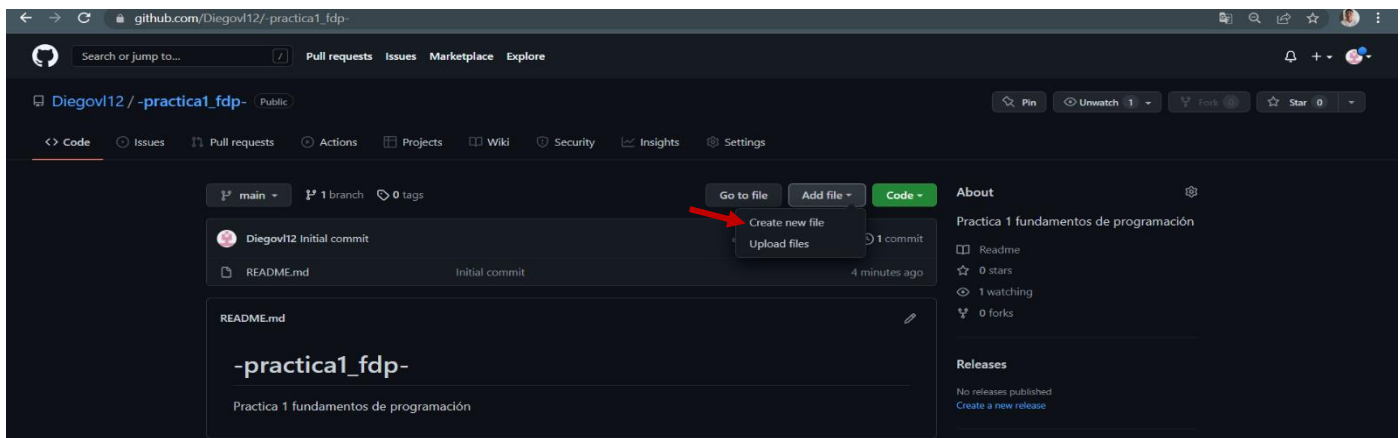 github.com/Diegovl12/-practica1_fdp-
Search or jump to... / Pull requests Issues Marketplace Explore
Diegovl12 / -practica1_fdp- Public Pin Unwatch 1 Fork 0 Star 0
<> Code Issues Pull requests Actions Projects Wiki Security Insights Settings
main 1 branch 0 tags Go to file Add file Code
Create new file
Upload files
Diegovl12 Initial commit 1 commit
README.md Initial commit 4 minutes ago
README.md
-practica1_fdp-
Practica 1 fundamentos de programación
About
Practica 1 fundamentos de programación
Readme
0 stars
1 watching
0 forks
Releases
No releases published
Create a new release